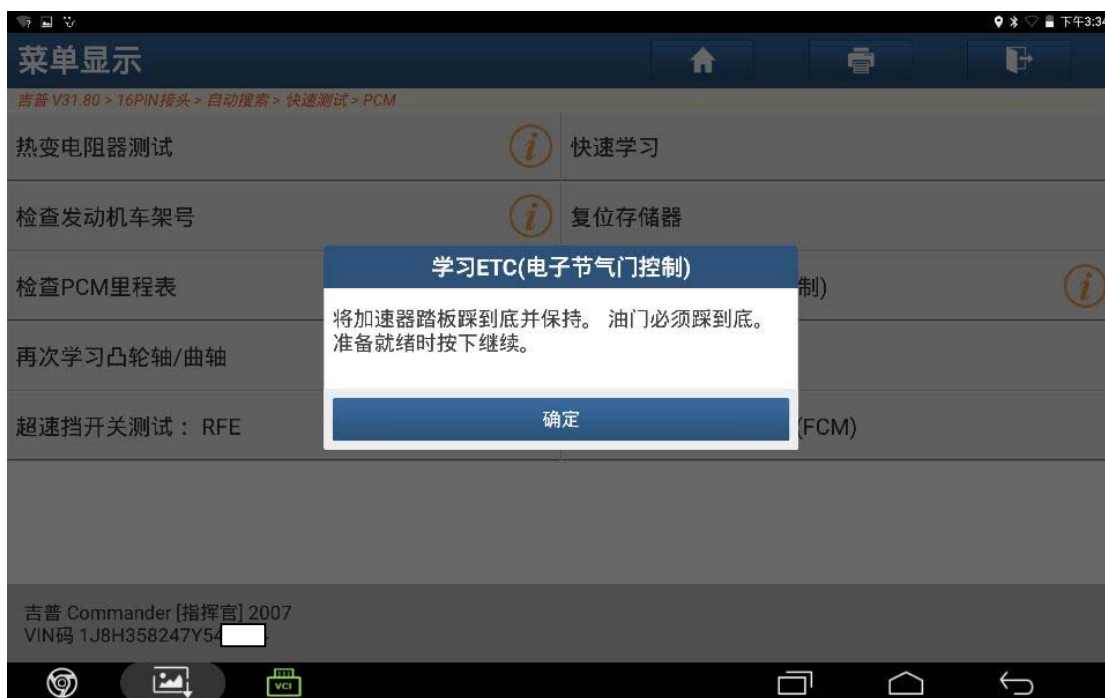 下午3:34
菜单显示
吉普 V31.80 > 16PIN接头 > 自动搜索 > 快速测试 > PCM
热变电阻器测试
快速学习
检查发动机车架号
复位存储器
学习ETC(电子节气门控制)
检查PCM里程表
制)
将加速器踏板踩到底并保持。 油门必须踩到底。
准备就绪时按下继续。
再次学习凸轮轴/曲轴
确定
超速挡开关测试： RFE
(FCM)
吉普 Commander [指挥官] 2007
VIN码 1J8H358247Y54
VCI